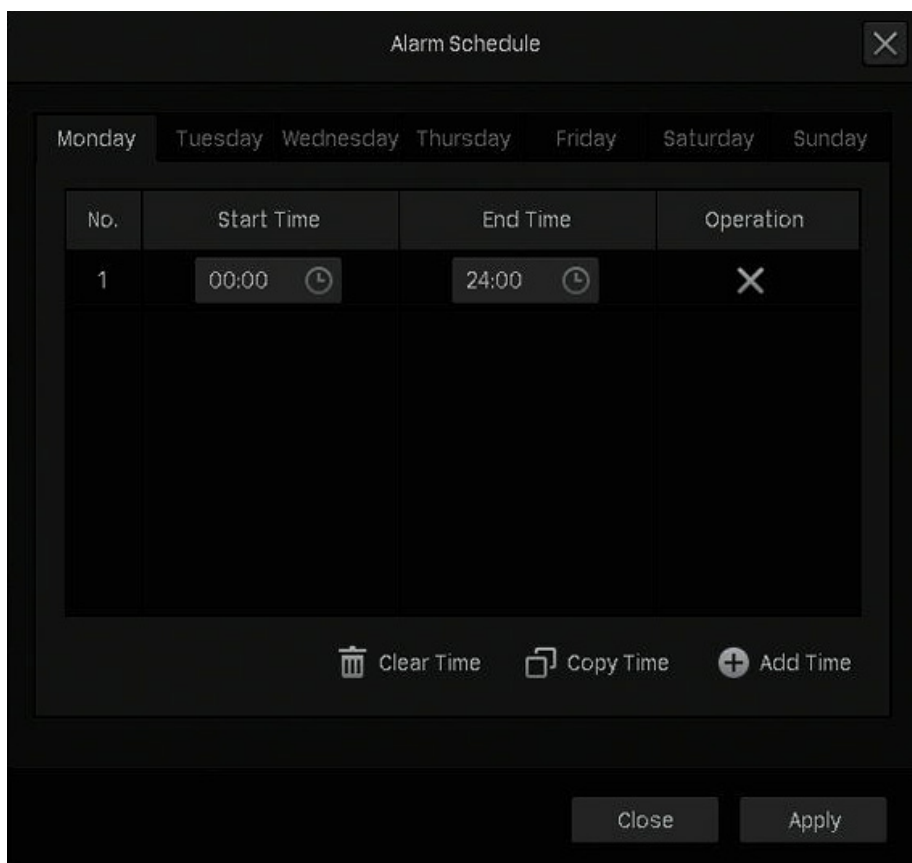 Alarm Schedule
Monday Tuesday Wednesday Thursday Friday Saturday Sunday
No. Start Time End Time Operation
1 00:00 24:00
Clear Time Copy Time Add Time
Close Apply